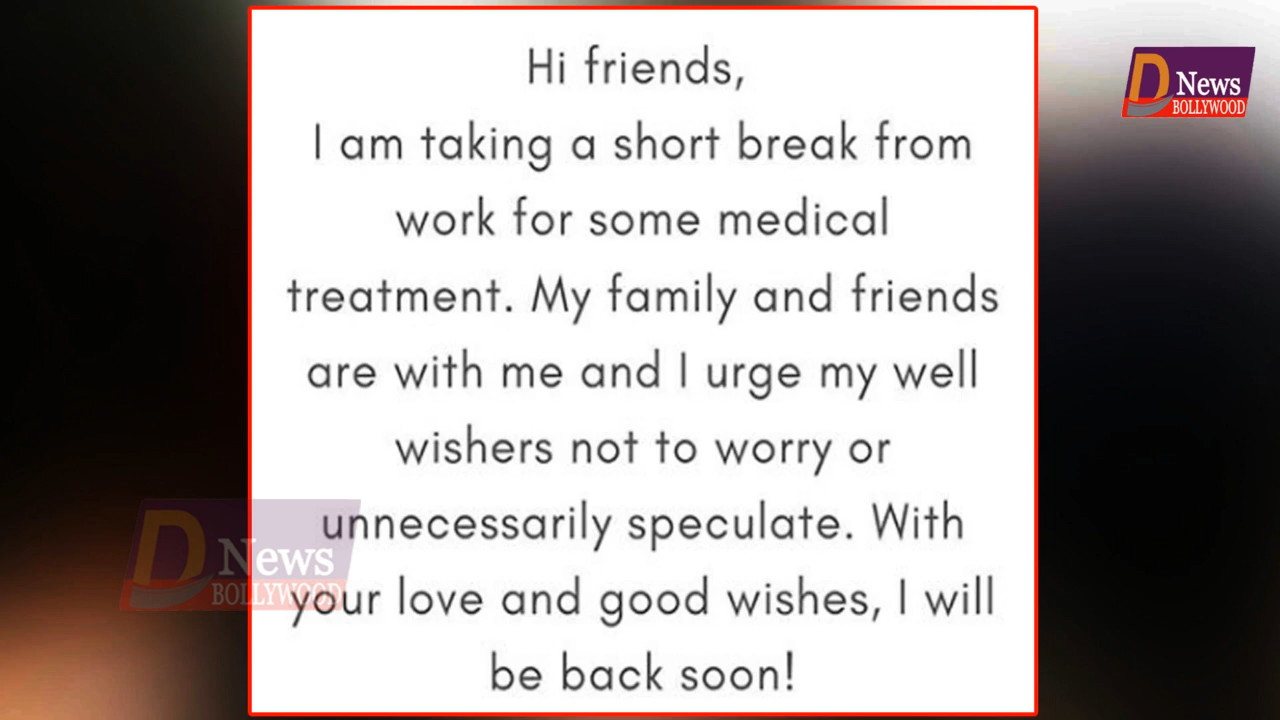 Hi friends,
I am taking a short break from
work for some medical
treatment. My family and friends
are with me and I urge my well
wishers not to worry or
unnecessarily speculate. With
your love and good wishes, I will
be back soon!
D News
BOLLYWOOD
D News
BOLLYWOOD